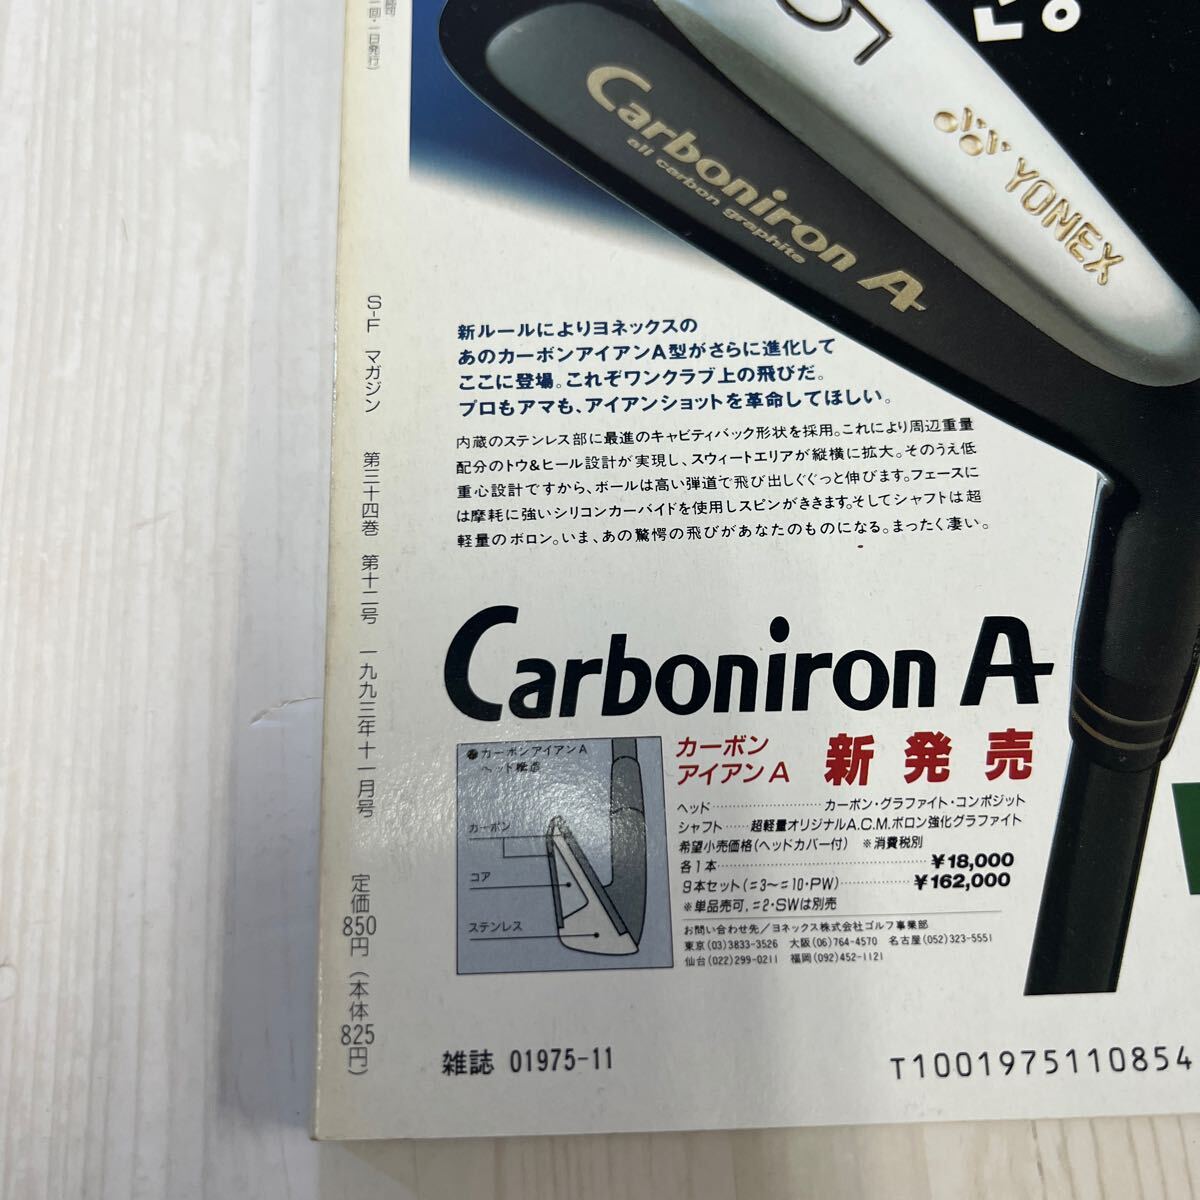 Carboniron A
all carbon graphite
YONEX
新ルールによりヨネックスの
あのカーボンアイアンA型がさらに進化して
ここに登場。これぞワンクラブ上の飛びだ。
プロもアマも、アイアンショットを革命してほしい。
内蔵のステンレス部に最進のキャビティバック形状を採用。これにより周辺重量
配分のトウ&ヒール設計が実現し、スウィートエリアが縦横に拡大。そのうえ低
重心設計ですから、ボールは高い弾道で飛び出しぐぐっと伸びます。フェースに
は摩耗に強いシリコンカーバイドを使用しスピンがききます。そしてシャフトは超
軽量のボロン。いま、あの驚愕の飛びがあなたのものになる。まったく凄い。
Carboniron A
カーボンアイアンA
ヘッド構造
カーボン
コア
ステンレス
カーボン
アイアンA
新発売
ヘッド…………………………カーボン・グラファイト・コンポジット
シャフト……超軽量オリジナルA.C.M.ボロン強化グラファイト
希望小売価格(ヘッドカバー付) ※消費税別
各1本……………………………………………¥18,000
9本セット(♯3〜♯10・PW)………………¥162,000
※単品売可,♯2・SWは別売
お問い合わせ先/ヨネックス株式会社ゴルフ事業部
東京(03)3833-3526 大阪(06)764-4570 名古屋(052)323-5551
仙台(022)299-0211 福岡(092)452-1121
雑誌 01975-11
T1001975110854
回・一日発行)
S-Fマガジン 第三十四巻 第十二号 一九九三年十一月号
定価850円(本体825円)